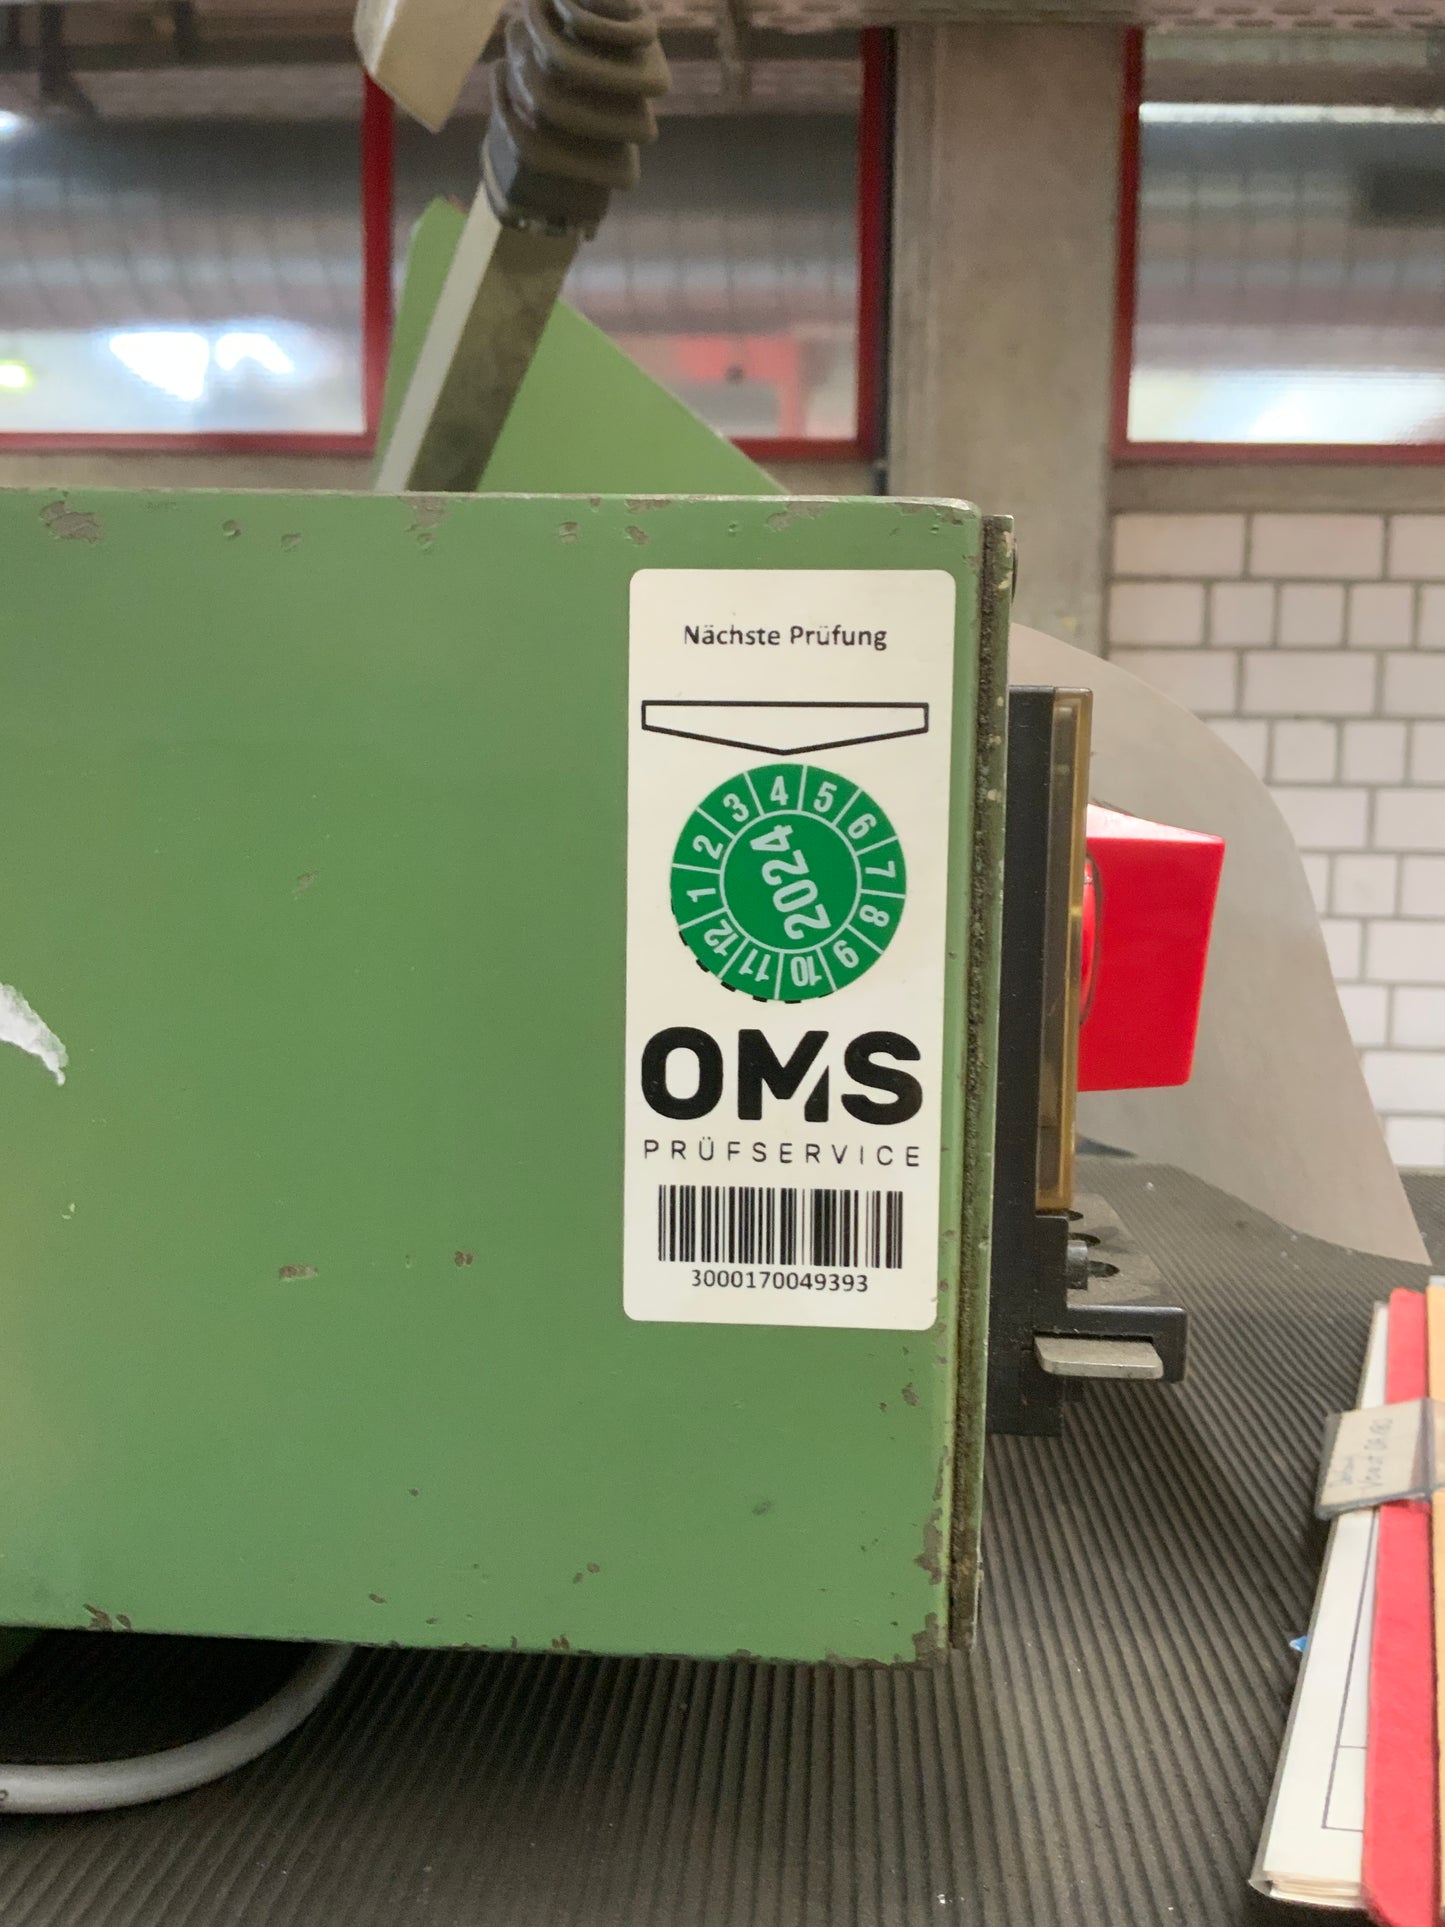 Nächste Prüfung
1 2 3 4 5 6 7 8 9 10 11 12
2024
OMS
PRÜFSERVICE
3000170049393